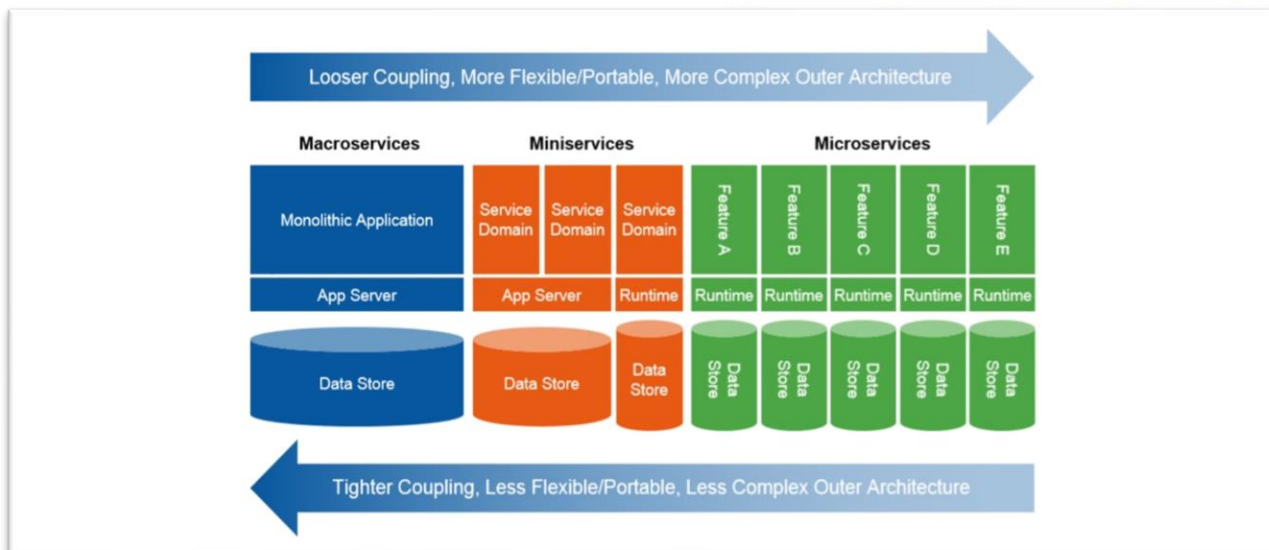 Looser Coupling, More Flexible/Portable, More Complex Outer Architecture
Macroservices
Miniservices
Microservices
Monolithic Application
Service
Domain
Service
Domain
Service
Domain
Feature A
Feature B
Feature C
Feature D
Feature E
App Server
App Server
Runtime
Runtime
Runtime
Runtime
Runtime
Runtime
Data Store
Data Store
Data
Store
Data
Store
Data
Store
Data
Store
Data
Store
Data
Store
Tighter Coupling, Less Flexible/Portable, Less Complex Outer Architecture